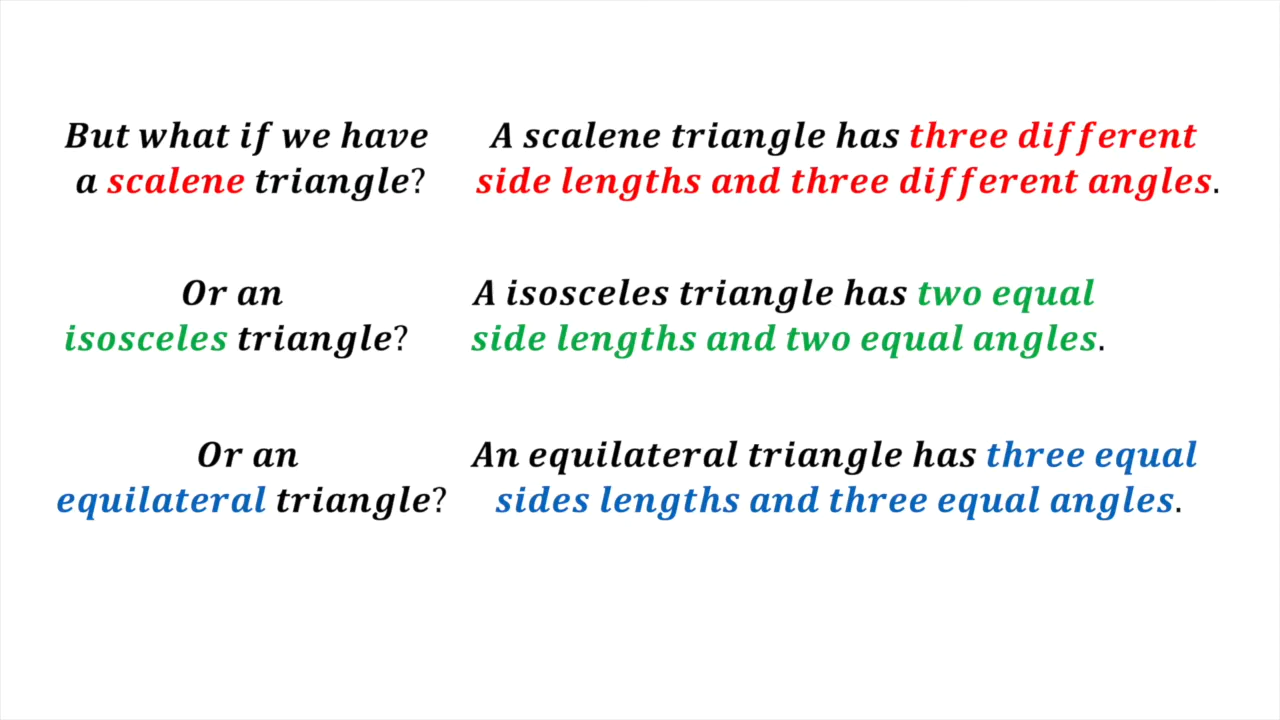 But what if we have
a scalene triangle?
A scalene triangle has three different
side lengths and three different angles.
Or an
isosceles triangle?
A isosceles triangle has two equal
side lengths and two equal angles.
Or an
equilateral triangle?
An equilateral triangle has three equal
sides lengths and three equal angles.